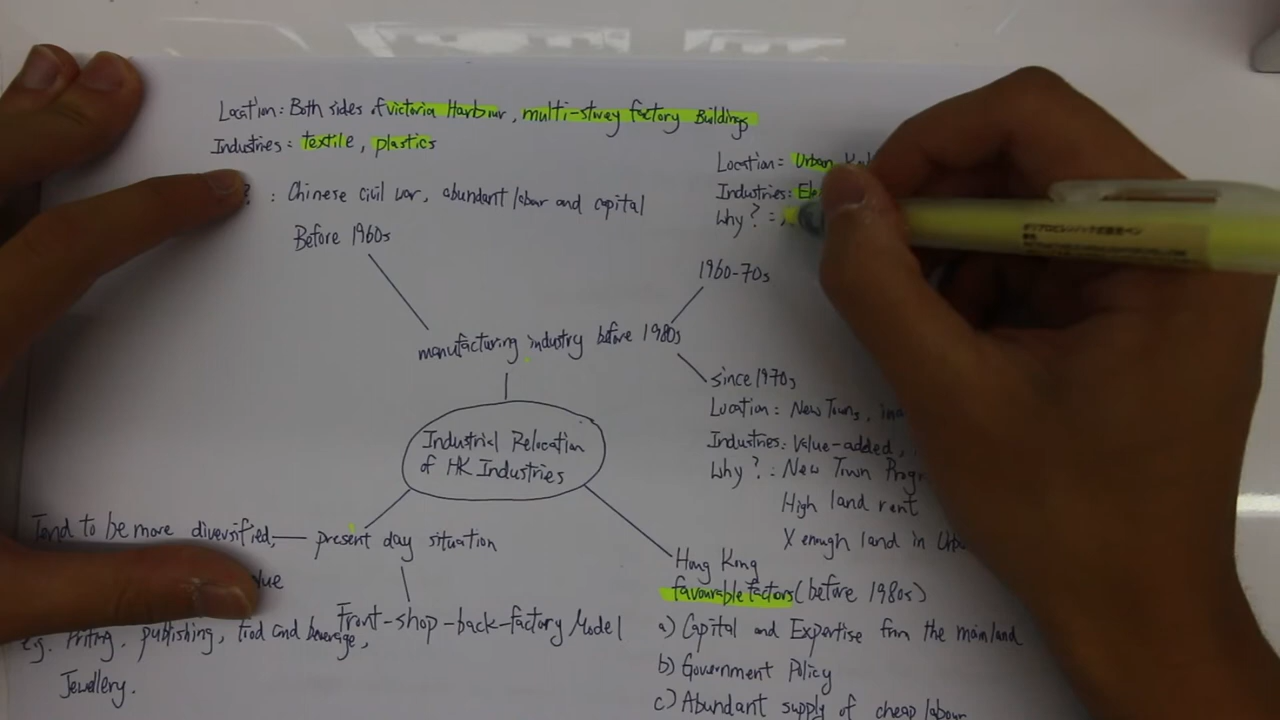 Location: Both sides of Victoria Harbour, multi-storey factory Buildings
Industries: textile, plastics
? : Chinese civil war, abundant labour and capital
Before 1960s
Location: Urban
Industries:
Why? :
1960-70s
manufacturing industry before 1980s
since 1970s
Location: New Towns,
Industries: Value-added,
Why?: New Town
High land rent
X enough land in
Industrial Relocation
of HK Industries
Tend to be more diversified,
present day situation
Front-shop-back-factory Model
e.g. publishing, and
Jewellery.
Hong Kong
favourable factors (before 1980s)
a) Capital and Expertise from the mainland
b) Government Policy
c) Abundant supply of cheap labour